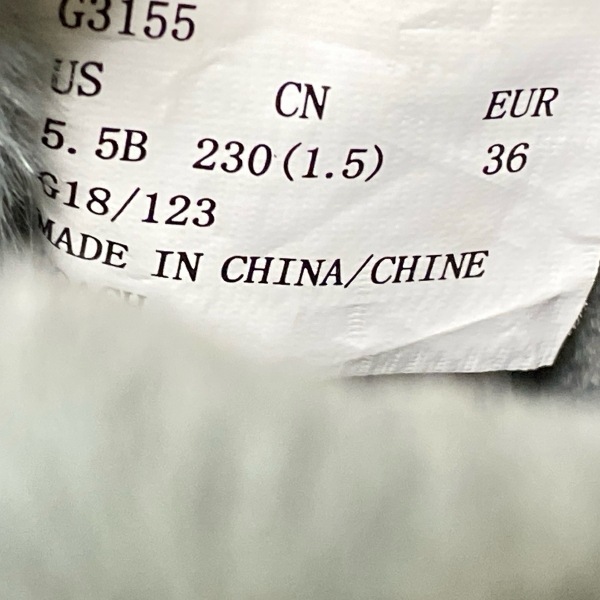 G3155
US CN EUR
5.5B 230(1.5) 36
G18/123
MADE IN CHINA/CHINE